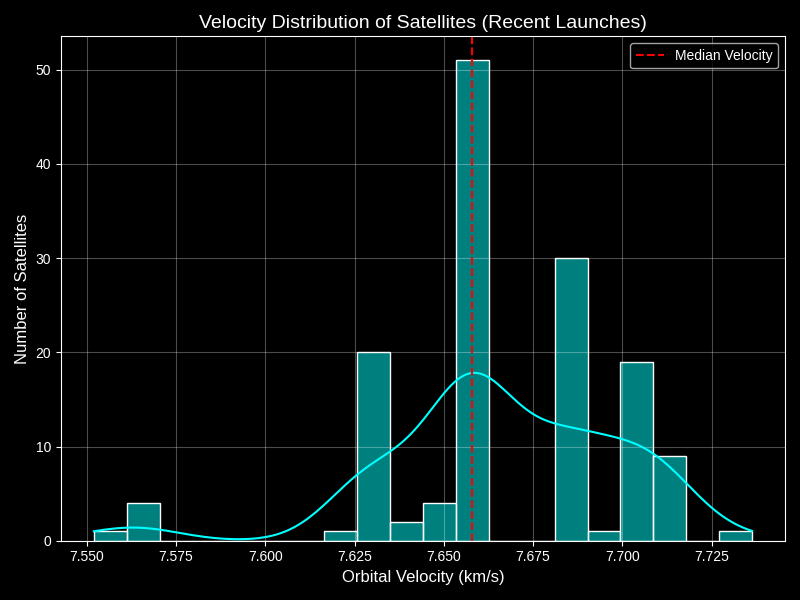 Velocity Distribution of Satellites (Recent Launches)
Median Velocity
50
40
30
20
10
0
Number of Satellites
7.550 7.575 7.600 7.625 7.650 7.675 7.700 7.725
Orbital Velocity (km/s)